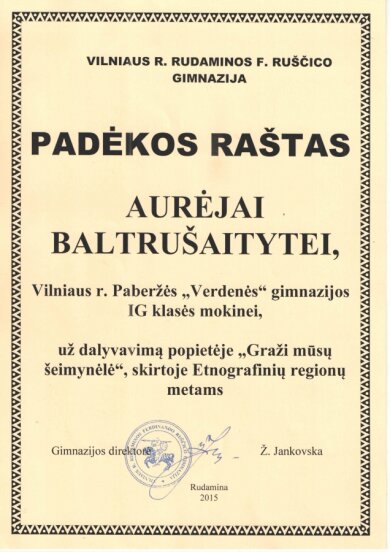 VILNIAUS R. RUDAMINOS F. RUŠČICO
GIMNAZIJA
PADĖKOS RAŠTAS
AURĖJAI
BALTRUŠAITYTEI,
Vilniaus r. Paberžės „Verdenės“ gimnazijos
IG klasės mokinei,
už dalyvavimą popietėje „Graži mūsų
šeimynėlė“, skirtoje Etnografinių regionų
metams
Gimnazijos direktorė Ž. Jankovska
Rudamina
2015